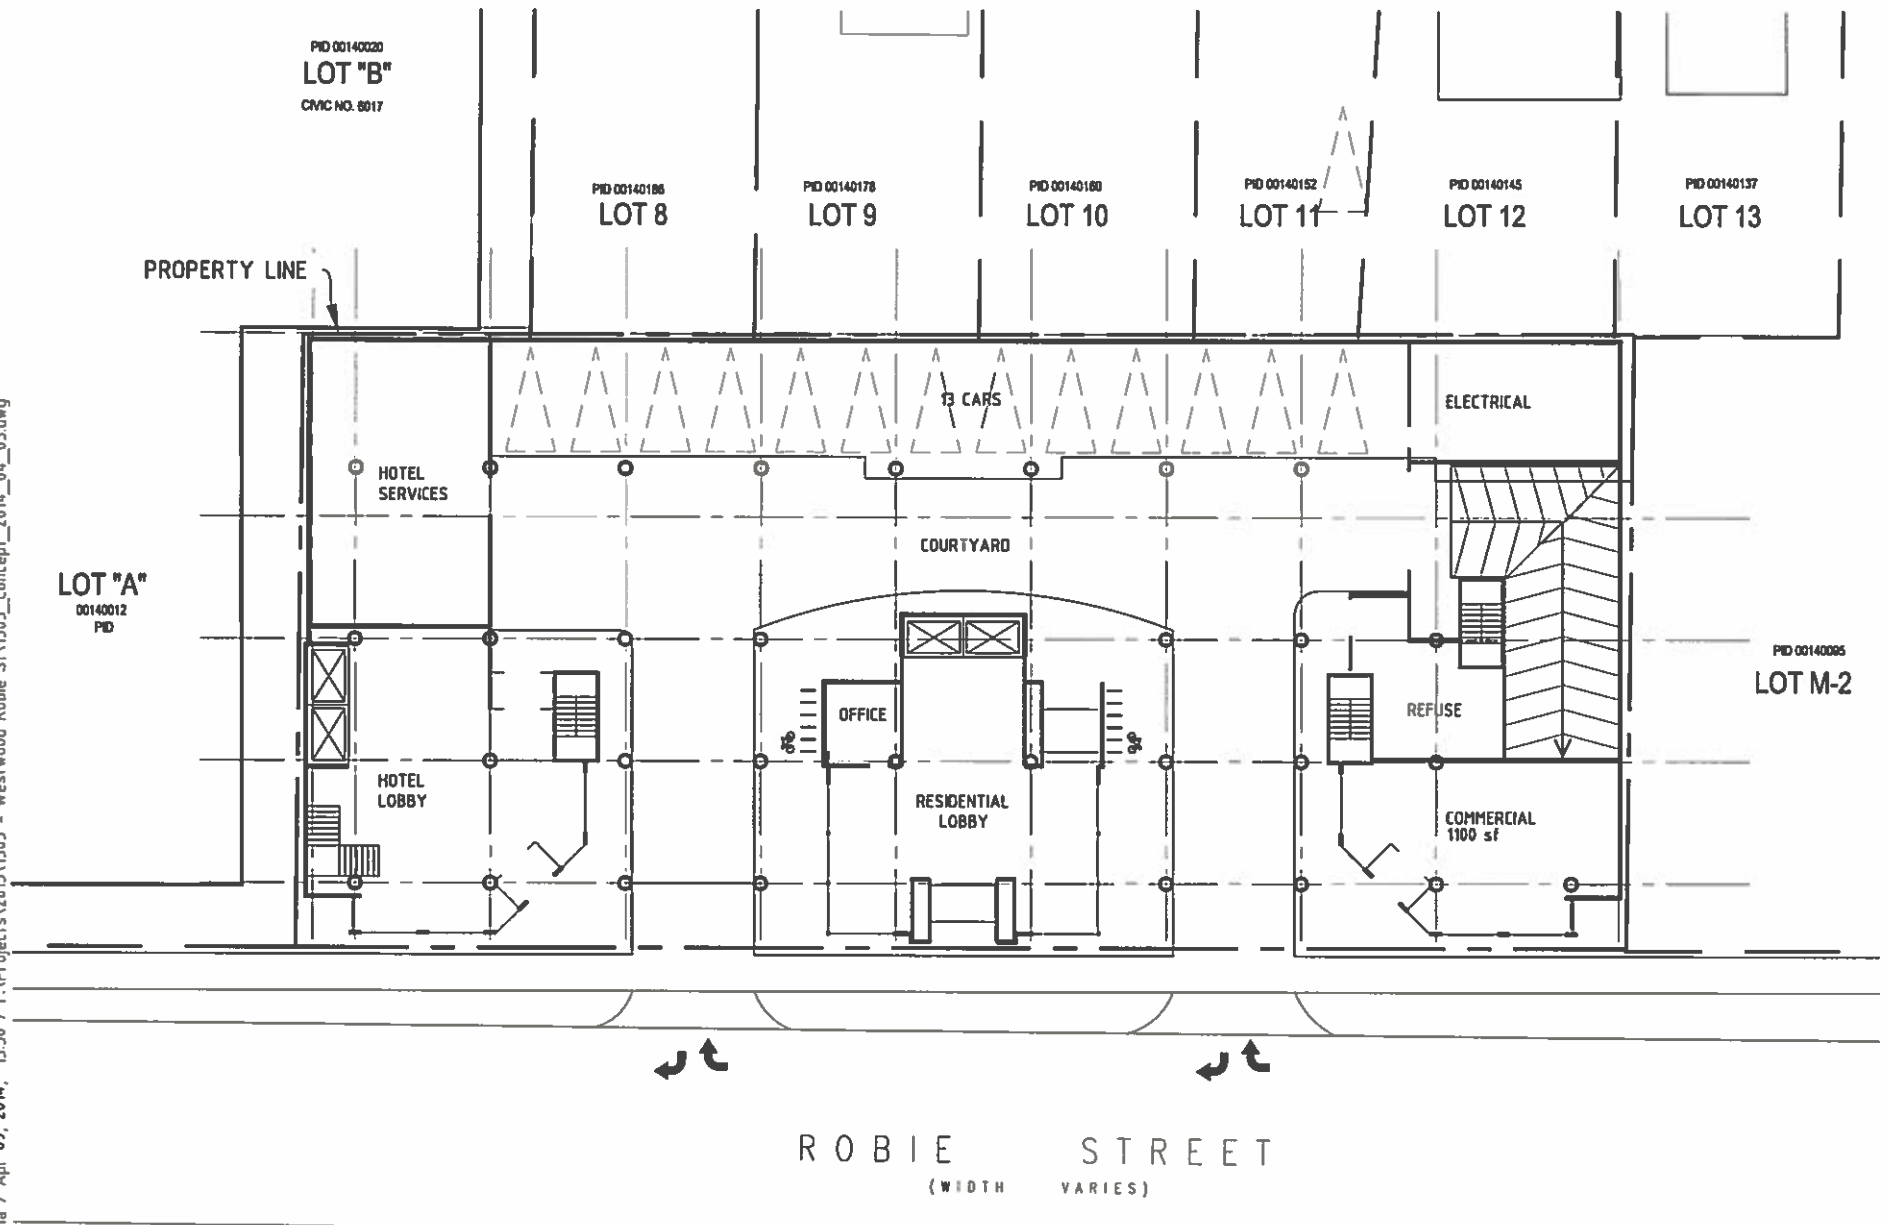 PID 00140020
LOT "B"
CIVIC NO. 6017
PID 00140186
LOT 8
PID 00140178
LOT 9
PID 00140160
LOT 10
PID 00140152
LOT 11
PID 00140145
LOT 12
PID 00140137
LOT 13
PROPERTY LINE
13 CARS
ELECTRICAL
HOTEL
SERVICES
COURTYARD
LOT "A"
00140012
PID
PID 00140095
LOT M-2
OFFICE
REFUSE
HOTEL
LOBBY
RESIDENTIAL
LOBBY
COMMERCIAL
1100 sf
ROBIE STREET
(WIDTH VARIES)